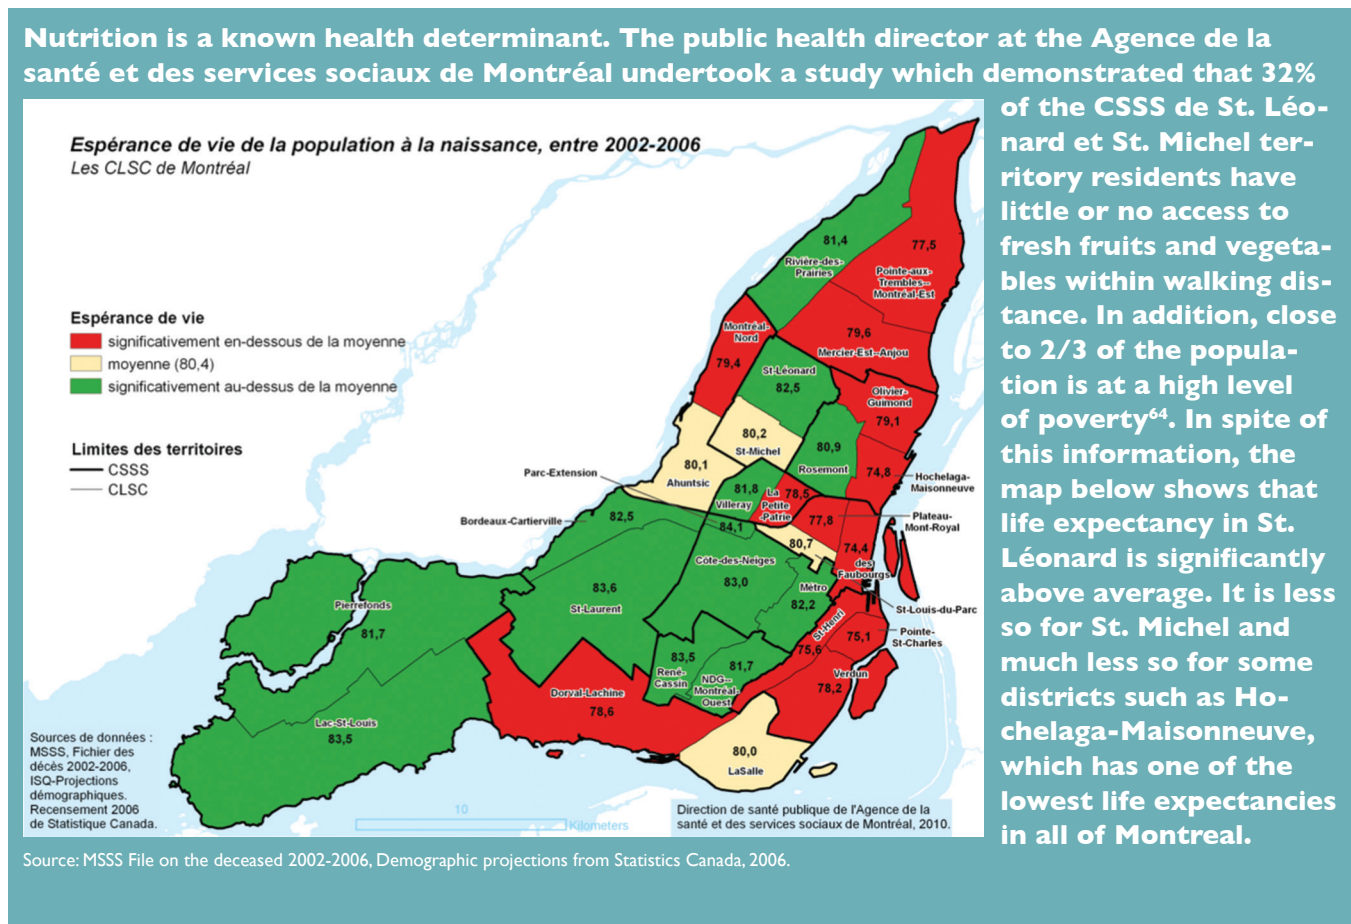 Nutrition is a known health determinant. The public health director at the Agence de la
santé et des services sociaux de Montréal undertook a study which demonstrated that 32%
of the CSSS de St. Léo-
nard et St. Michel ter-
ritory residents have
little or no access to
fresh fruits and vegeta-
bles within walking dis-
tance. In addition, close
to 2/3 of the popula-
tion is at a high level
of poverty⁶⁴. In spite of
this information, the
map below shows that
life expectancy in St.
Léonard is significantly
above average. It is less
so for St. Michel and
much less so for some
districts such as Ho-
chelaga-Maisonneuve,
which has one of the
lowest life expectancies
in all of Montreal.
Espérance de vie de la population à la naissance, entre 2002-2006
Les CLSC de Montréal
Espérance de vie
significativement en-dessous de la moyenne
moyenne (80,4)
significativement au-dessus de la moyenne
Limites des territoires
CSSS
CLSC
81,4
Rivière-des-
Prairies
77,5
Pointe-aux-
Trembles--
Montréal-Est
Montréal-
Nord
79,4
79,6
Mercier-Est--Anjou
St-Léonard
82,5
Olivier-
Guimond
79,1
80,2
St-Michel
80,9
Rosemont
74,8
Hochelaga-
Maisonneuve
80,1
Ahuntsic
Parc-Extension
81,8
Villeray
La
Petite
-Patrie
78,5
77,8
Plateau-
Mont-Royal
Bordeaux-Cartierville
82,5
84,1
80,7
74,4
des
Faubourgs
Côte-des-Neiges
83,0
83,6
St-Laurent
Métro
82,2
St-Louis-du-Parc
St-Henri
75,6
75,1
Pointe-
St-Charles
Pierrefonds
81,7
83,5
René-
Cassin
81,7
NDG--
Montréal-
Ouest
Verdun
78,2
Dorval-Lachine
78,6
Lac-St-Louis
83,5
80,0
LaSalle
Sources de données :
MSSS, Fichier des
décès 2002-2006,
ISQ-Projections
démographiques.
Recensement 2006
de Statistique Canada.
10
Kilometers
Direction de santé publique de l'Agence de la
santé et des services sociaux de Montréal, 2010.
Source: MSSS File on the deceased 2002-2006, Demographic projections from Statistics Canada, 2006.